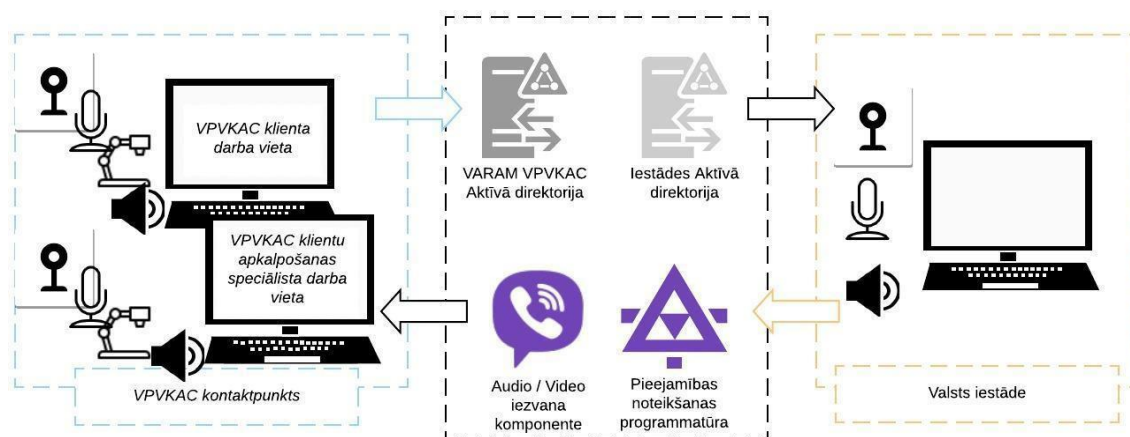 VPVKAC klienta
darba vieta
VPVKAC klientu
apkalpošanas
speciālista darba
vieta
VPVKAC kontaktpunkts
VARAM VPVKAC
Aktīvā direktorija
Iestādes Aktīvā
direktorija
Audio / Video
iezvana
komponente
Pieejamības
noteikšanas
programmatūra
Valsts iestāde